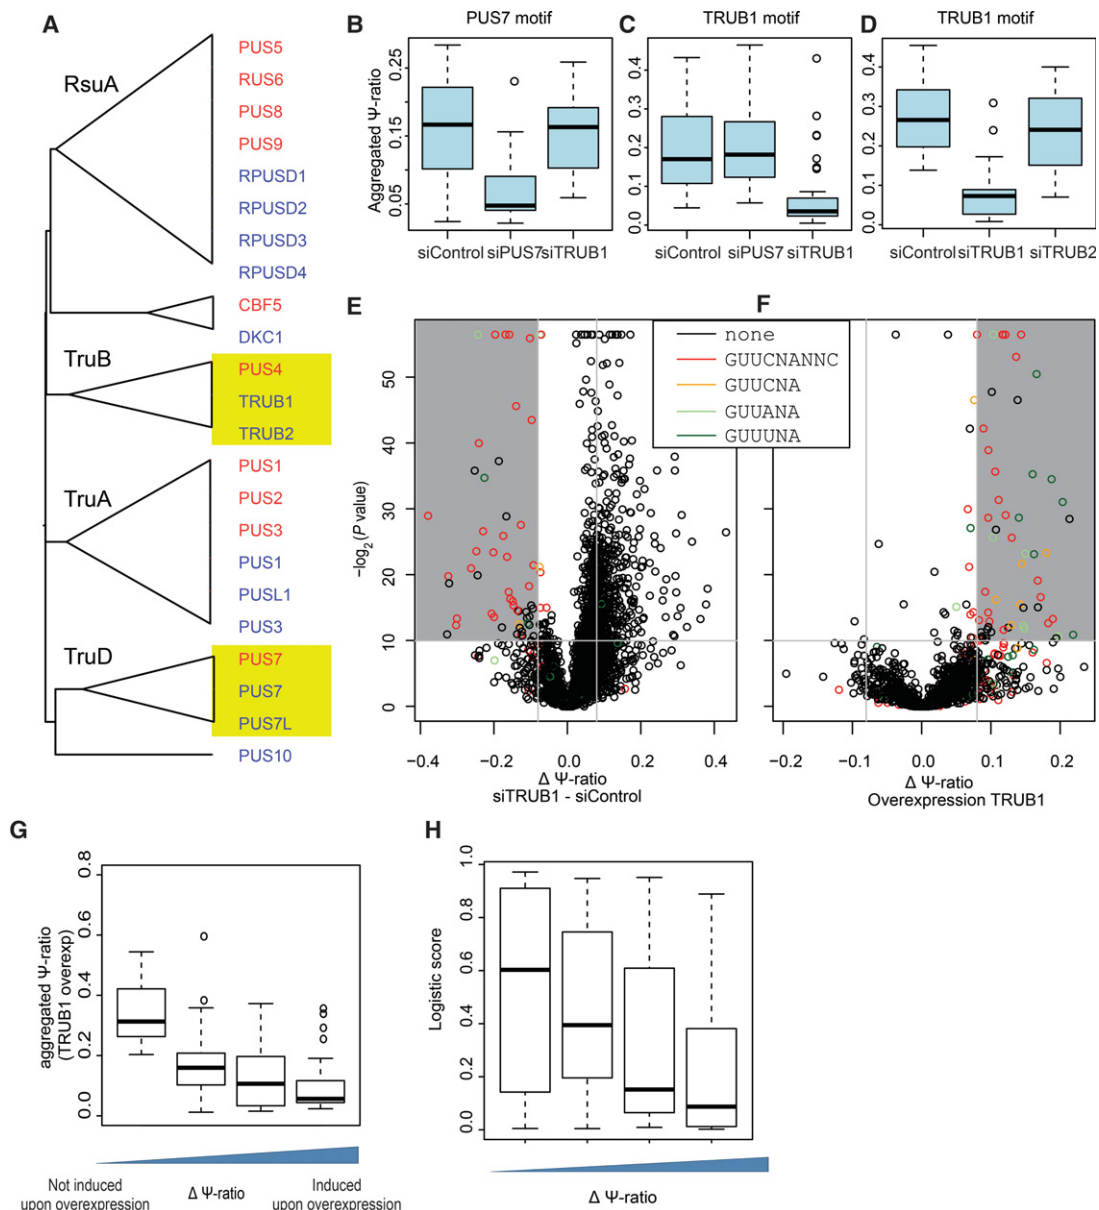 A
RsuA
TruB
TruA
TruD
PUS5
RUS6
PUS8
PUS9
RPUSD1
RPUSD2
RPUSD3
RPUSD4
CBF5
DKC1
PUS4
TRUB1
TRUB2
PUS1
PUS2
PUS3
PUS1
PUSL1
PUS3
PUS7
PUS7
PUS7L
PUS10
B
PUS7 motif
Aggregated Ψ-ratio
0.25
0.15
0.05
siControl siPUS7 siTRUB1
C
TRUB1 motif
0.4
0.3
0.2
0.1
0.0
siControl siPUS7 siTRUB1
D
TRUB1 motif
0.4
0.3
0.2
0.1
0.0
siControl siTRUB1 siTRUB2
E
−log₂(P value)
50
40
30
20
10
0
−0.4 −0.2 0.0 0.2 0.4
Δ Ψ-ratio
siTRUB1 - siControl
none
GUUCNANNC
GUUCNA
GUUANA
GUUUNA
F
−0.2 −0.1 0.0 0.1 0.2
Δ Ψ-ratio
Overexpression TRUB1
G
aggregated Ψ-ratio
(TRUB1 overexp)
0.8
0.6
0.4
0.2
0.0
Not induced
upon overexpression
Δ Ψ-ratio
Induced
upon overexpression
H
Logistic score
1.0
0.8
0.6
0.4
0.2
0.0
Δ Ψ-ratio